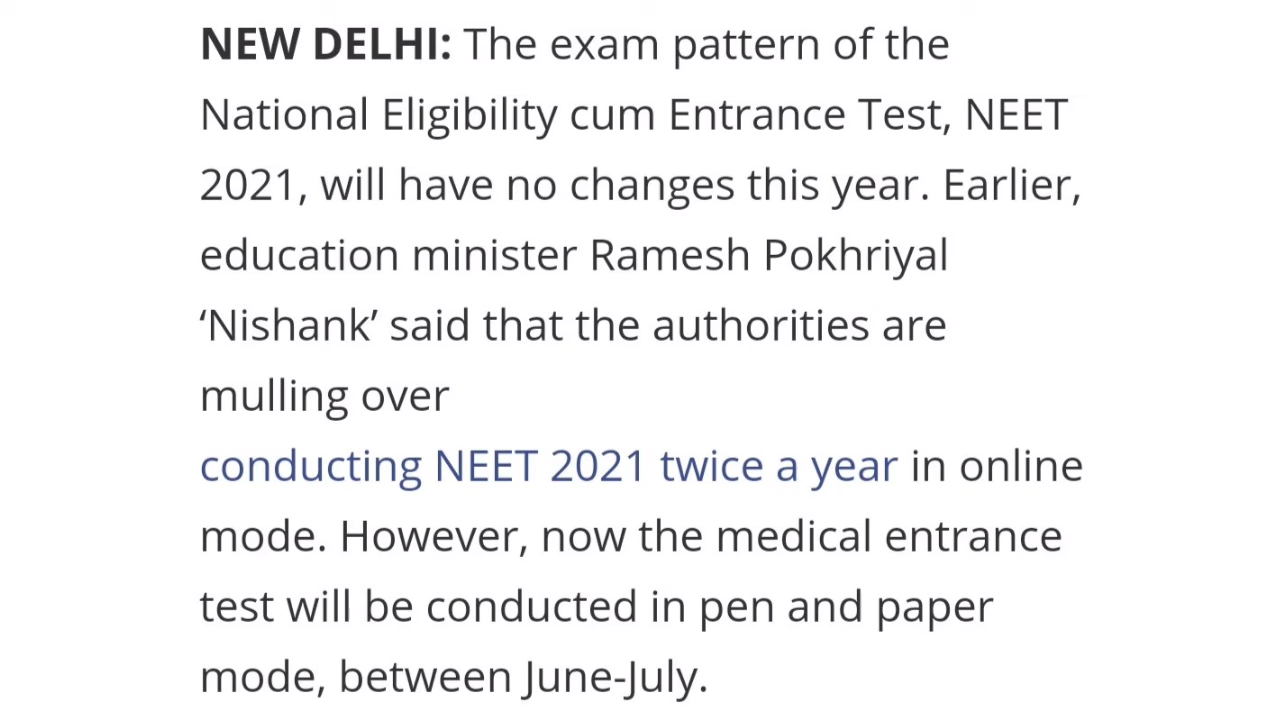 NEW DELHI: The exam pattern of the
National Eligibility cum Entrance Test, NEET
2021, will have no changes this year. Earlier,
education minister Ramesh Pokhriyal
‘Nishank’ said that the authorities are
mulling over
conducting NEET 2021 twice a year in online
mode. However, now the medical entrance
test will be conducted in pen and paper
mode, between June-July.